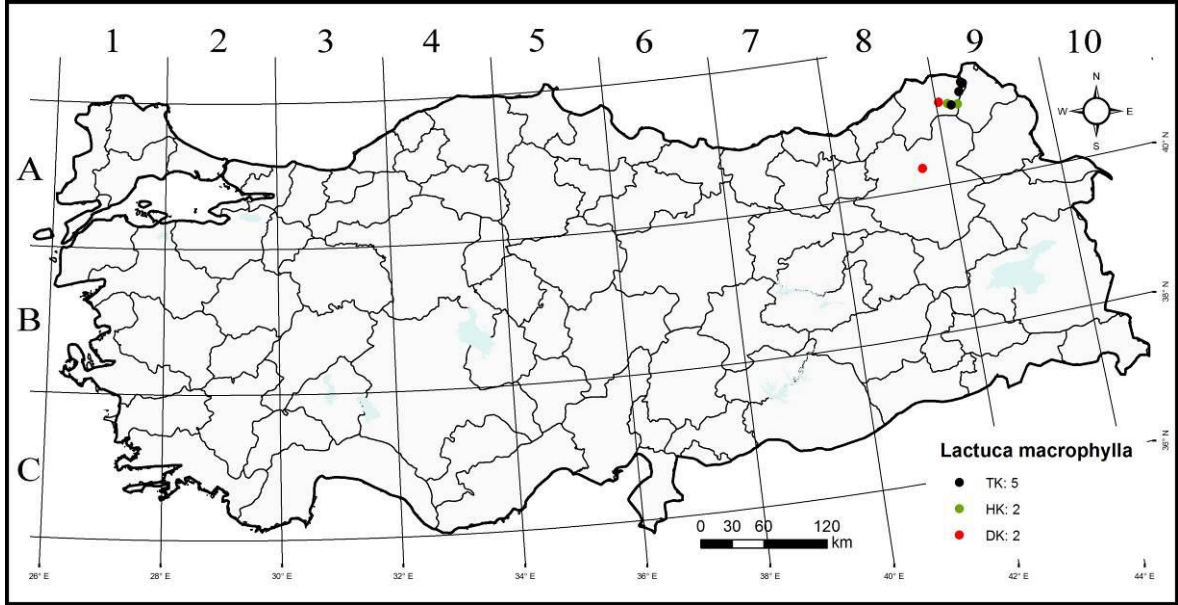 1 2 3 4 5 6 7 8 9 10
N
W E
S
A
40° N
38° N
B
36° N
C
Lactuca macrophylla
TK: 5
HK: 2
DK: 2
0 30 60 120
km
26° E 28° E 30° E 32° E 34° E 36° E 38° E 40° E 42° E 44° E